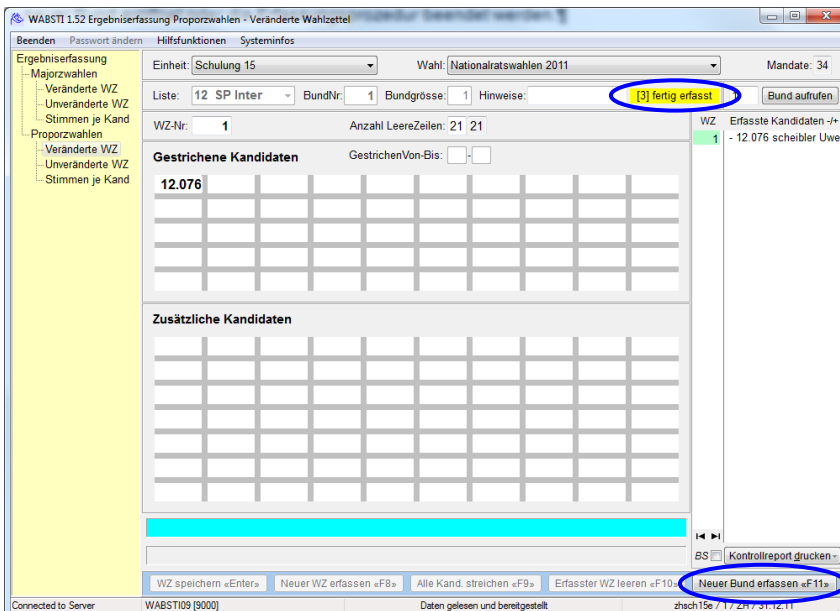 WABSTI 1.52 Ergebniserfassung Proporzwahlen - Veränderte Wahlzettel
Beenden Passwort ändern Hilfsfunktionen Systeminfos
Ergebniserfassung
Majorzwahlen
Veränderte WZ
Unveränderte WZ
Stimmen je Kand
Proporzwahlen
Veränderte WZ
Unveränderte WZ
Stimmen je Kand
Einheit: Schulung 15 Wahl: Nationalratswahlen 2011 Mandate: 34
Liste: 12 SP Inter BundNr: 1 Bundgrösse: 1 Hinweise: [3] fertig erfasst 1 Bund aufrufen
WZ-Nr: 1 Anzahl LeereZeilen: 21 21
WZ Erfasste Kandidaten -/+
1 - 12.076 scheibler Uwe
Gestrichene Kandidaten GestrichenVon-Bis: -
12.076
Zusätzliche Kandidaten
BS Kontrollreport drucken -
WZ speichern «Enter» Neuer WZ erfassen «F8» Alle Kand. streichen «F9» Erfasster WZ leeren «F10» Neuer Bund erfassen «F11»
Connected to Server WABSTI09 [9000] Daten gelesen und bereitgestellt zhsch15e / 1 / ZH / 31.12.11